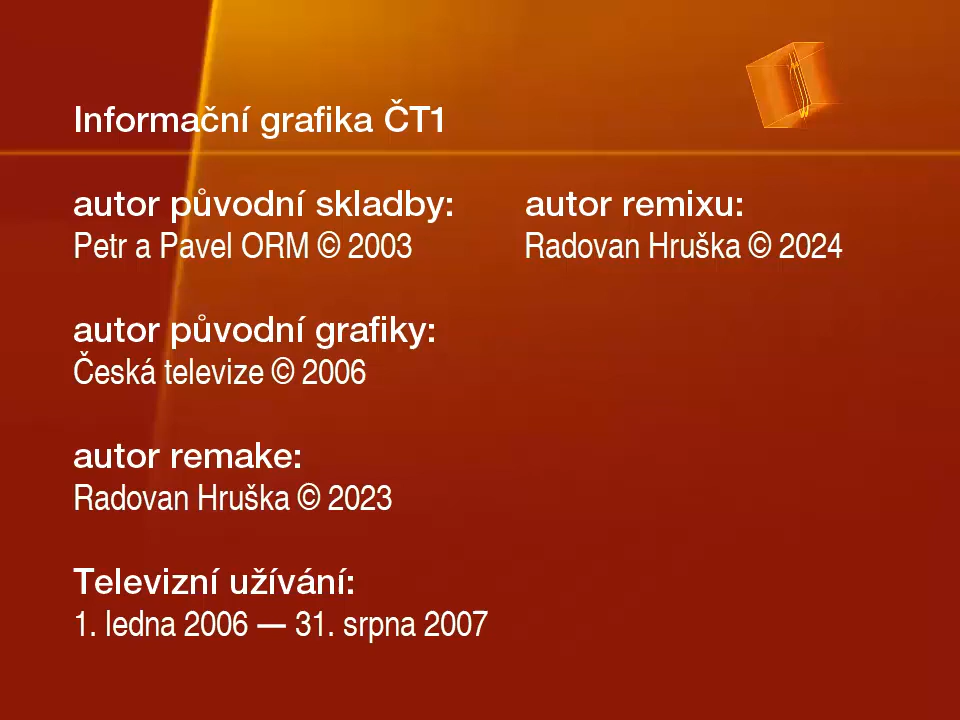 Informační grafika ČT1
autor původní skladby:
Petr a Pavel ORM © 2003
autor remixu:
Radovan Hruška © 2024
autor původní grafiky:
Česká televize © 2006
autor remake:
Radovan Hruška © 2023
Televizní užívání:
1. ledna 2006 — 31. srpna 2007